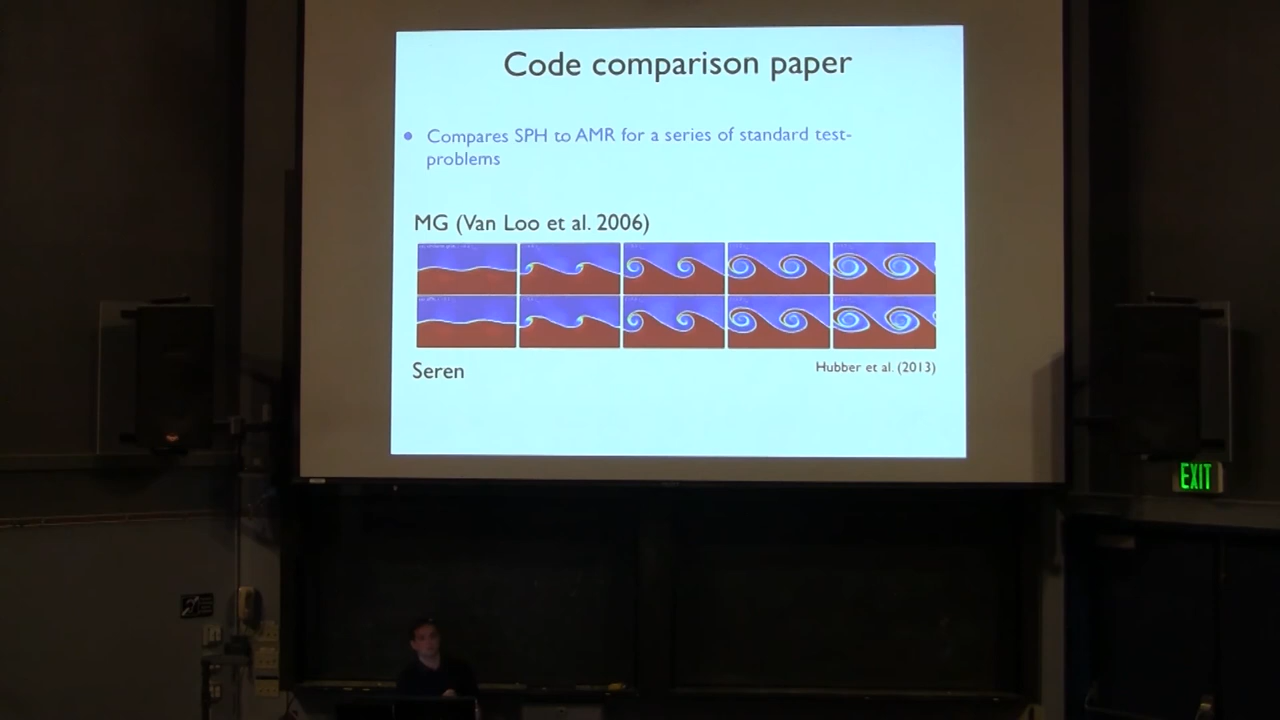 Code comparison paper
• Compares SPH to AMR for a series of standard test-
problems
MG (Van Loo et al. 2006)
Seren
Hubber et al. (2013)
EXIT